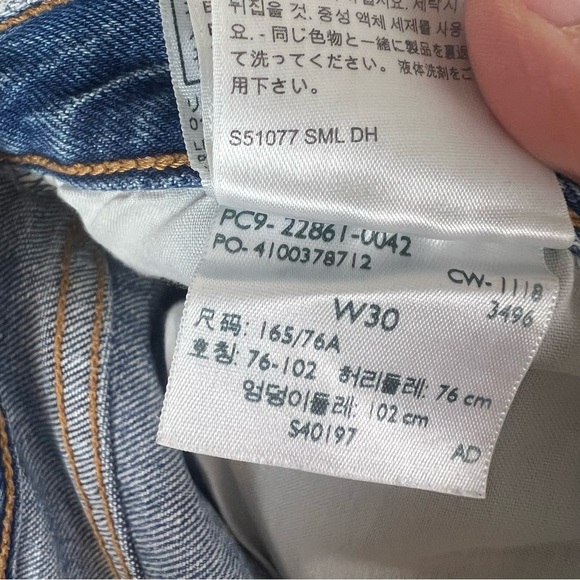 뒤집을 것. 중성 액체 세제를 사용
요. - 同じ色物と一緒に製品を裏返
て洗ってください。液体洗剤をご
用下さい。
S51077 SML DH
PC9- 22861-0042
PO- 4100378712
CW- 1118
3496
W30
尺码: 165/76A
호칭: 76-102 허리둘레: 76 cm
엉덩이둘레: 102 cm
S40197
AD